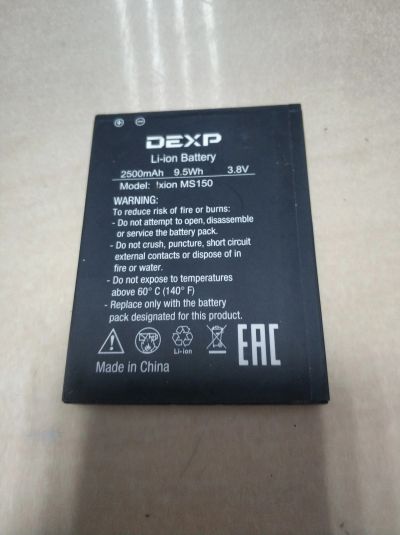 DEXP
Li-ion Battery
2500mAh 9.5Wh 3.8V
Model: Ixion MS150
WARNING:
To reduce risk of fire or burns:
- Do not attempt to open, disassemble
or service the battery pack.
- Do not crush, puncture, short circuit
external contacts or dispose of in
fire or water.
- Do not expose to temperatures
above 60° C (140° F)
- Replace only with the battery
pack designated for this product.
Li-ion
EAC
Made in China